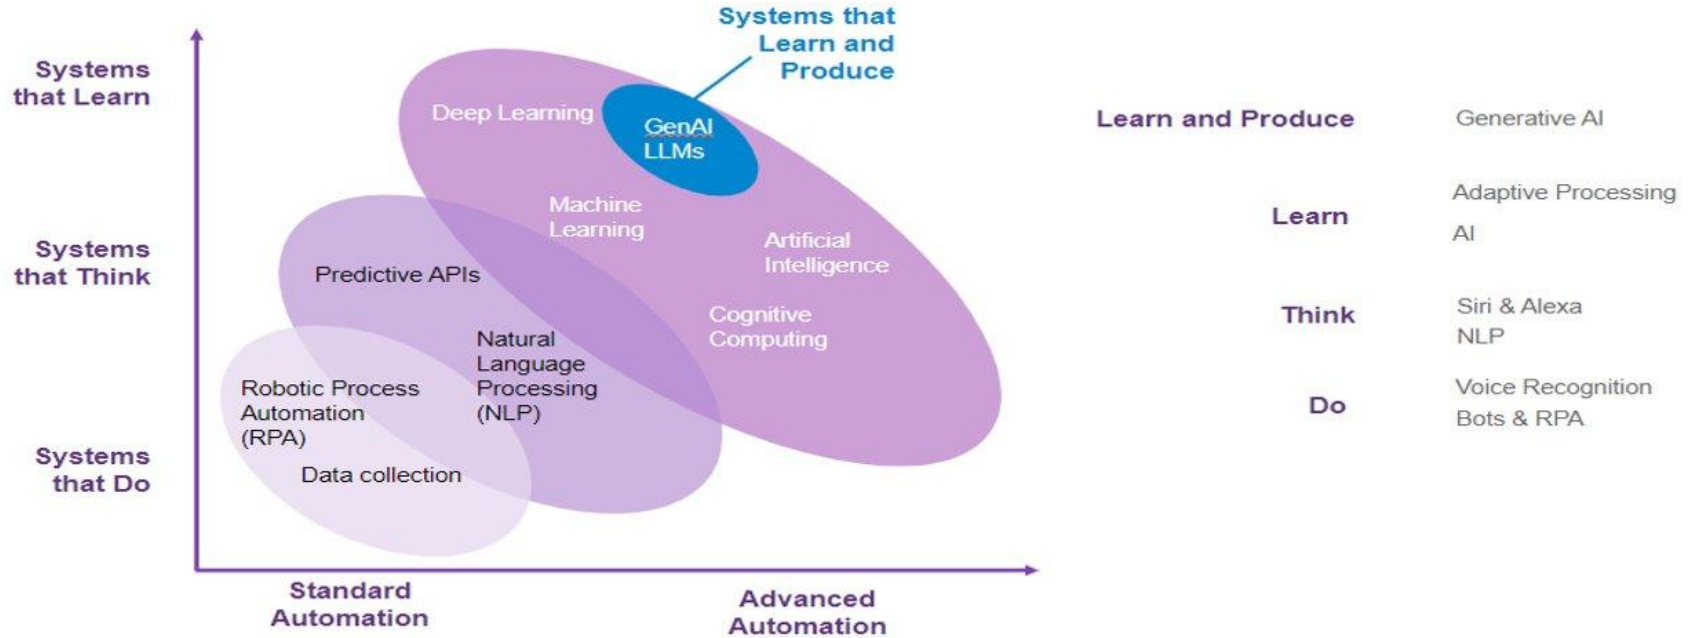 Systems that
Learn and
Produce
Systems
that Learn
Deep Learning
GenAI
LLMs
Machine
Learning
Artificial
Intelligence
Systems
that Think
Predictive APIs
Cognitive
Computing
Natural
Language
Processing
(NLP)
Robotic Process
Automation
(RPA)
Systems
that Do
Data collection
Standard
Automation
Advanced
Automation
Learn and Produce
Generative AI
Learn
Adaptive Processing
AI
Think
Siri & Alexa
NLP
Do
Voice Recognition
Bots & RPA